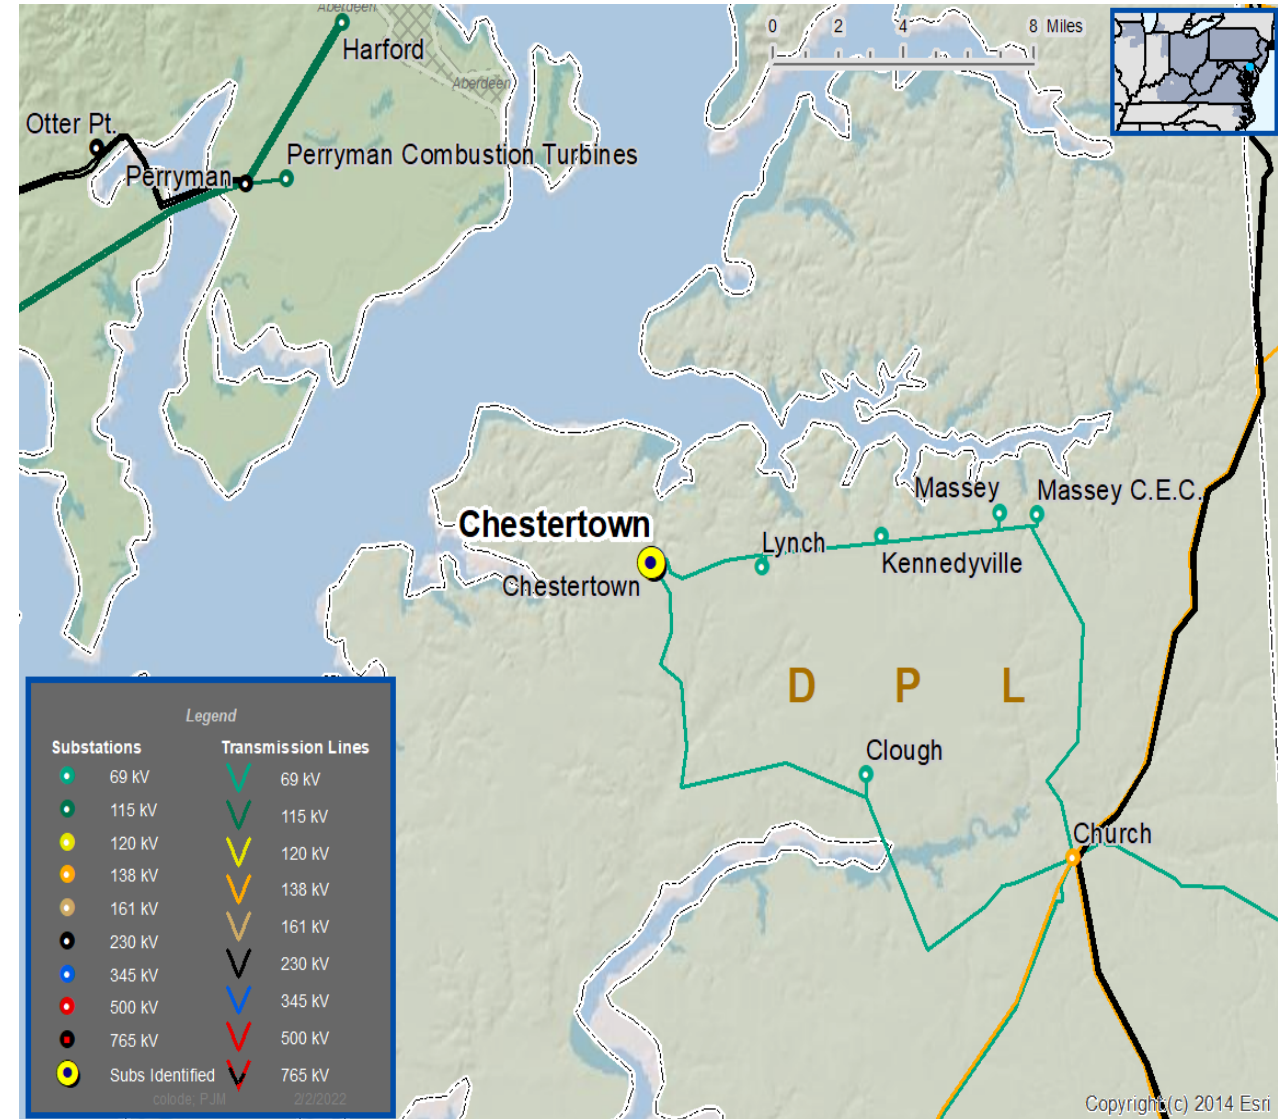 Aberdeen
Harford
0 2 4 8 Miles
Aberdeen
Otter Pt.
Perryman Combustion Turbines
Perryman
Massey
Massey C.E.C.
Chestertown
Lynch
Kennedyville
Chestertown
D P L
Clough
Church
Legend
Substations
Transmission Lines
69 kV
69 kV
115 kV
115 kV
120 kV
120 kV
138 kV
138 kV
161 kV
161 kV
230 kV
230 kV
345 kV
345 kV
500 kV
500 kV
765 kV
Subs Identified
765 kV
colode: PJM 2/2/2022
Copyright:(c) 2014 Esri